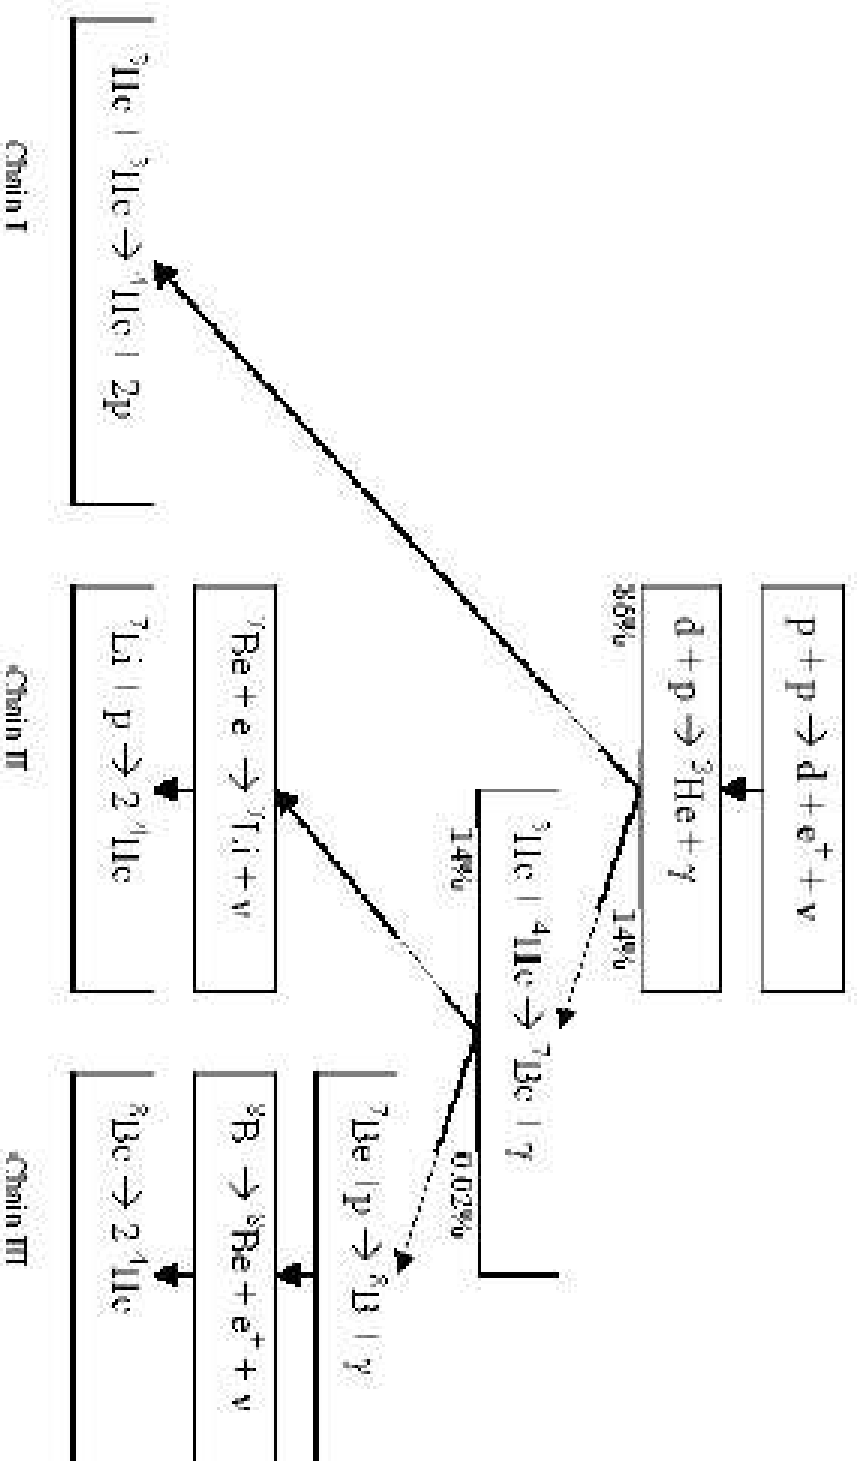 p + p → d + e⁺ + ν
d + p → ³He + γ
86%
14%
³He + ⁴He → ⁷Be + γ
14%
0.02%
³He + ³He → ⁴He + 2p
⁷Be + e → ⁷Li + ν
⁷Li + p → 2 ⁴He
⁷Be + p → ⁸B + γ
⁸B → ⁸Be + e⁺ + ν
⁸Be → 2 ⁴He
Chain I
Chain II
Chain III